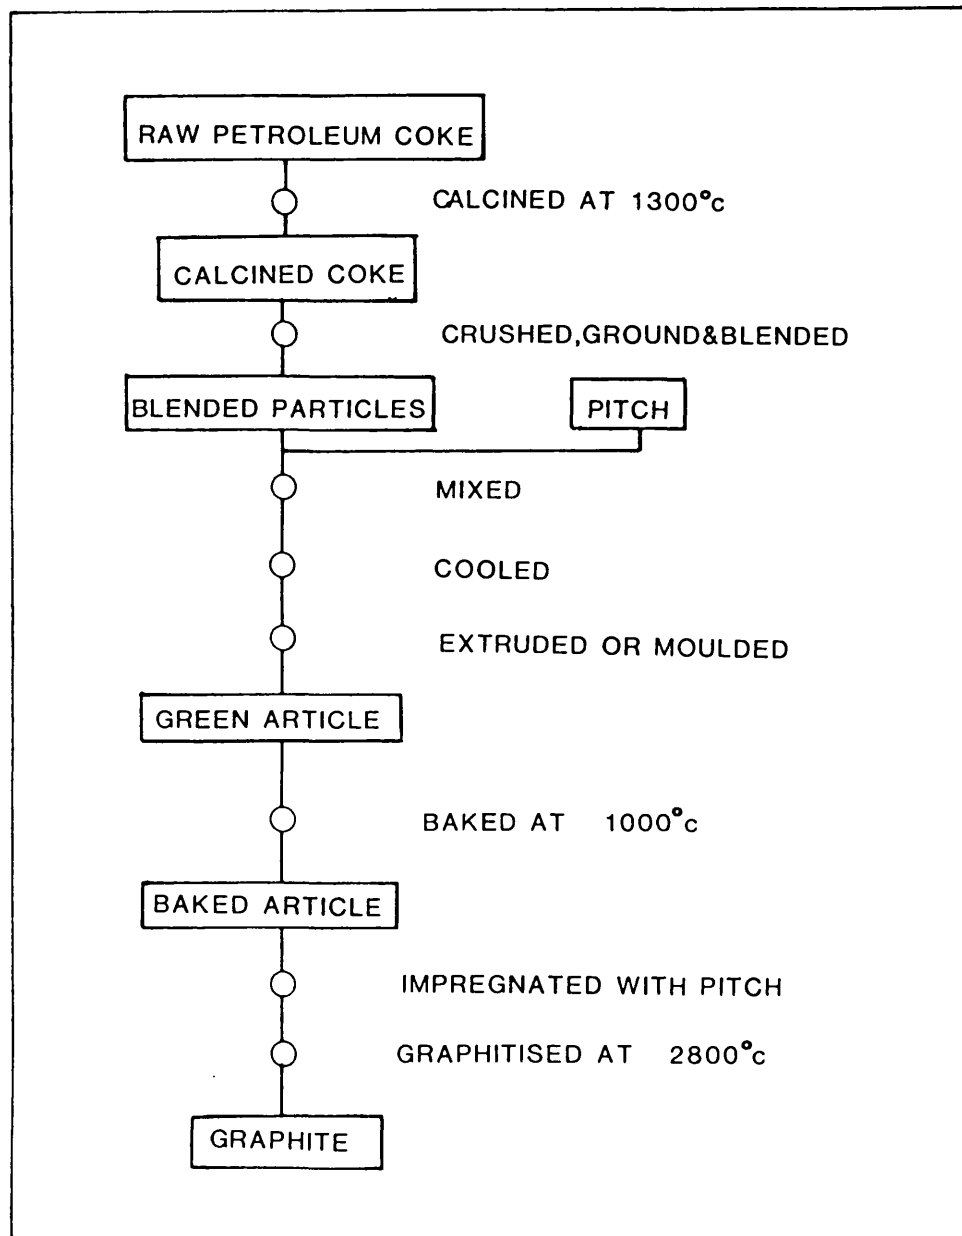 RAW PETROLEUM COKE
CALCINED AT 1300°c
CALCINED COKE
CRUSHED,GROUND&BLENDED
BLENDED PARTICLES
PITCH
MIXED
COOLED
EXTRUDED OR MOULDED
GREEN ARTICLE
BAKED AT 1000°c
BAKED ARTICLE
IMPREGNATED WITH PITCH
GRAPHITISED AT 2800°c
GRAPHITE